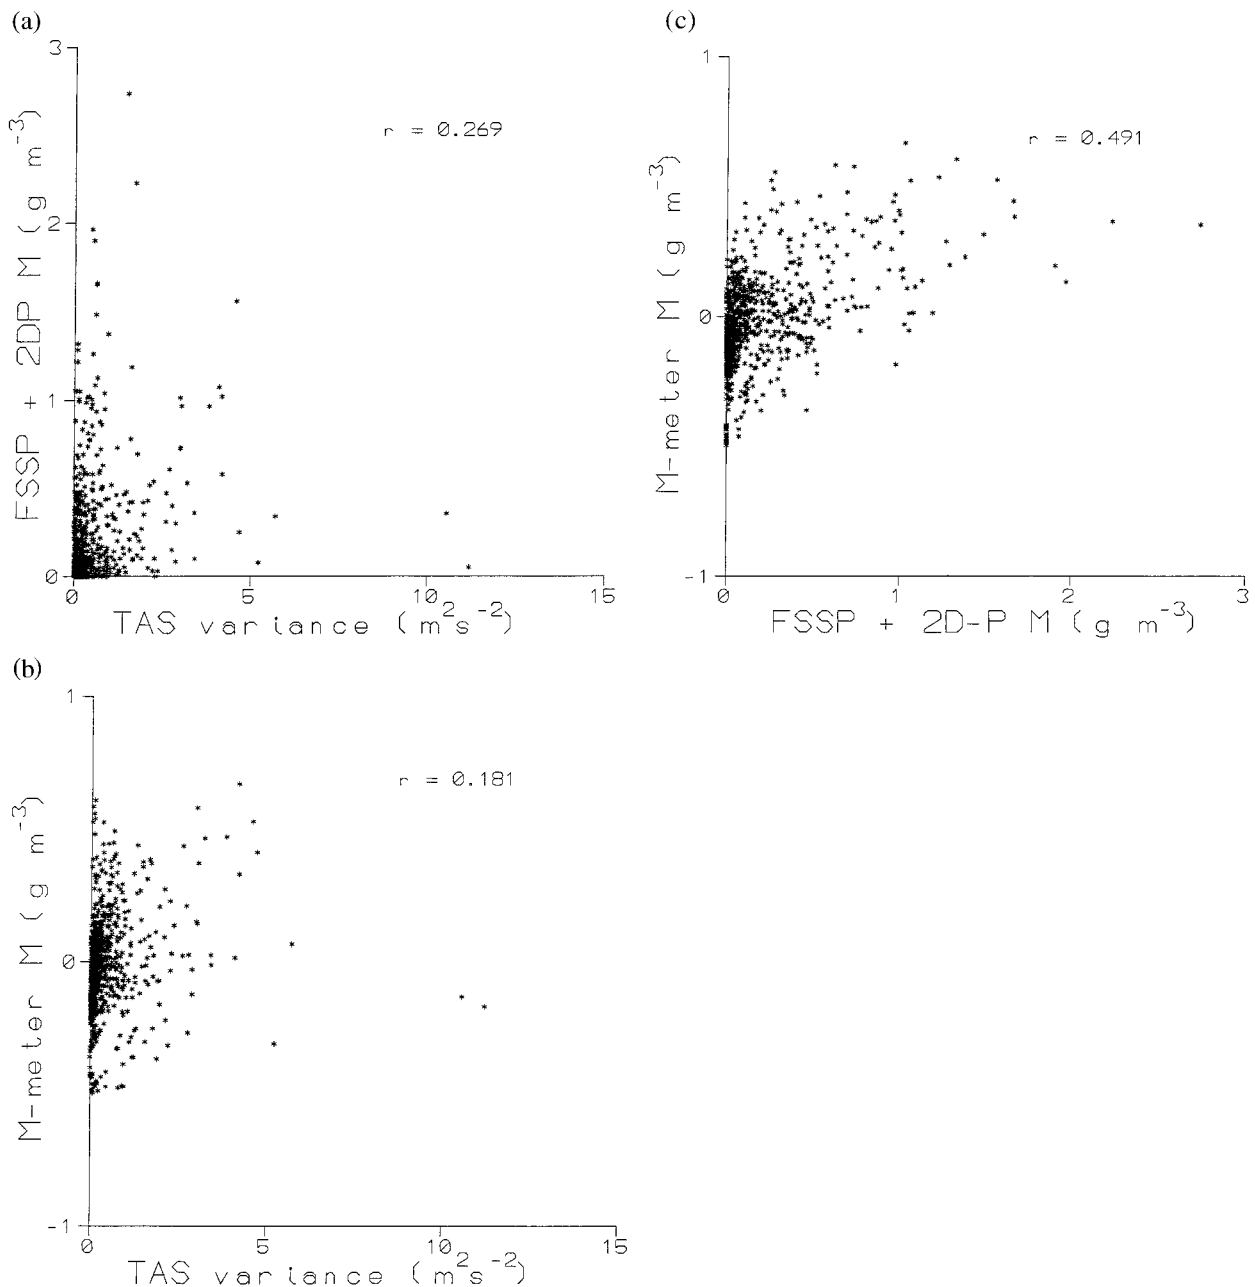 (a)
3
2
1
0
FSSP + 2DP M (g m⁻³)
r = 0.269
0 5 10 15
TAS variance (m²s⁻²)
(b)
1
0
-1
M-meter M (g m⁻³)
r = 0.181
0 5 10 15
TAS variance (m²s⁻²)
(c)
1
0
-1
M-meter M (g m⁻³)
r = 0.491
0 1 2 3
FSSP + 2D-P M (g m⁻³)